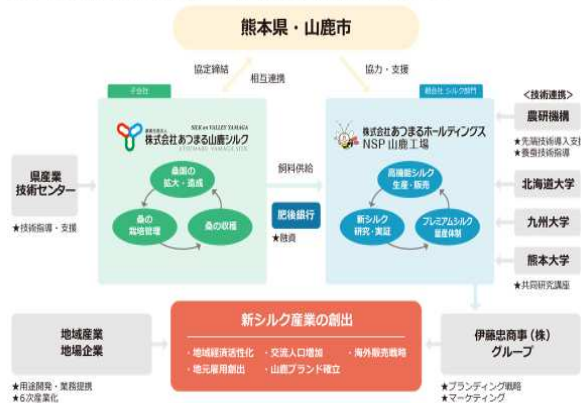 熊本県・山鹿市
協定締結
相互連携
協力・支援
子会社
SILK on VALLEY YAMAGA
株式会社あつまる山鹿シルク
ATSUMARU YAMAGA SILK
桑園の
拡大・造成
桑の
栽培管理
桑の収穫
飼料供給
肥後銀行
★融資
親会社 シルク部門
株式会社あつまるホールディングス
NSP 山鹿工場
高機能シルク
生産・販売
新シルク
研究・実証
プレミアムシルク
量産体制
<技術連携>
農研機構
★先端技術導入支援
★養蚕技術指導
北海道大学
九州大学
熊本大学
★共同研究講座
県産業
技術センター
★技術指導・支援
新シルク産業の創出
・地域経済活性化 ・交流人口増加 ・海外販売戦略
・地元雇用創出 ・山鹿ブランド確立
地域産業
地場企業
★用途開発・業務提携
★6次産業化
伊藤忠商事(株)
グループ
★ブランディング戦略
★マーケティング